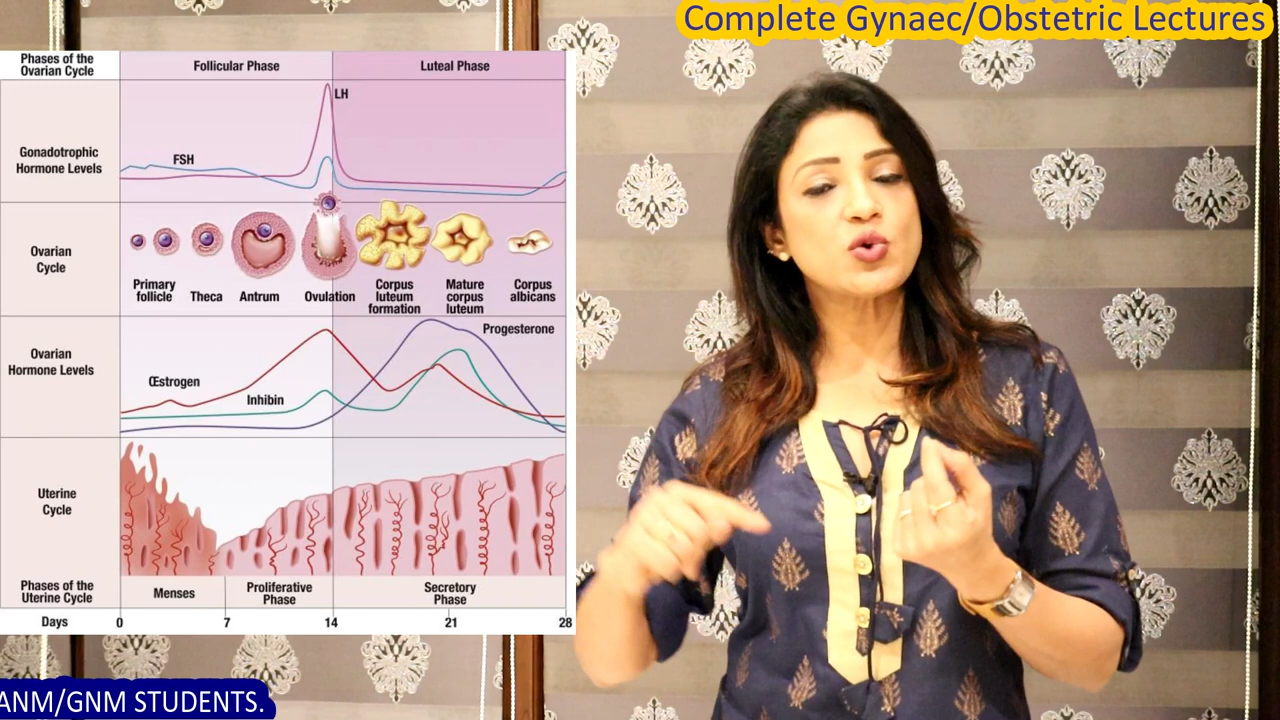 Complete Gynaec/Obstetric Lectures
Phases of the
Ovarian Cycle
Follicular Phase
Luteal Phase
Gonadotrophic
Hormone Levels
LH
FSH
Ovarian
Cycle
Primary
follicle
Theca
Antrum
Ovulation
Corpus
luteum
formation
Mature
corpus
luteum
Corpus
albicans
Ovarian
Hormone Levels
Œstrogen
Inhibin
Progesterone
Uterine
Cycle
Phases of the
Uterine Cycle
Menses
Proliferative
Phase
Secretory
Phase
Days
0
7
14
21
28
ANM/GNM STUDENTS.